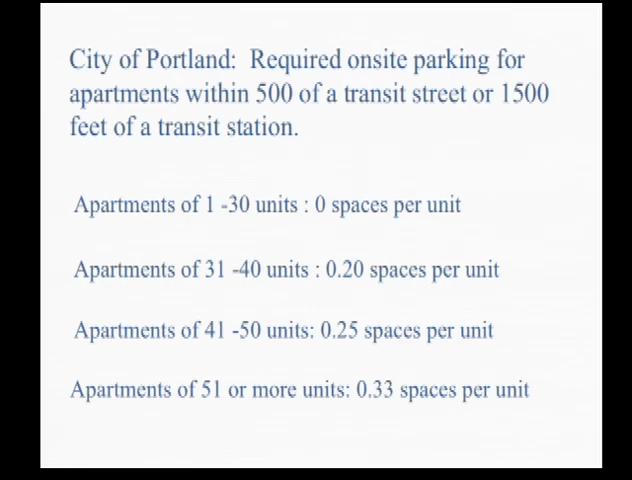 City of Portland: Required onsite parking for
apartments within 500 of a transit street or 1500
feet of a transit station.
Apartments of 1 -30 units : 0 spaces per unit
Apartments of 31 -40 units : 0.20 spaces per unit
Apartments of 41 -50 units: 0.25 spaces per unit
Apartments of 51 or more units: 0.33 spaces per unit